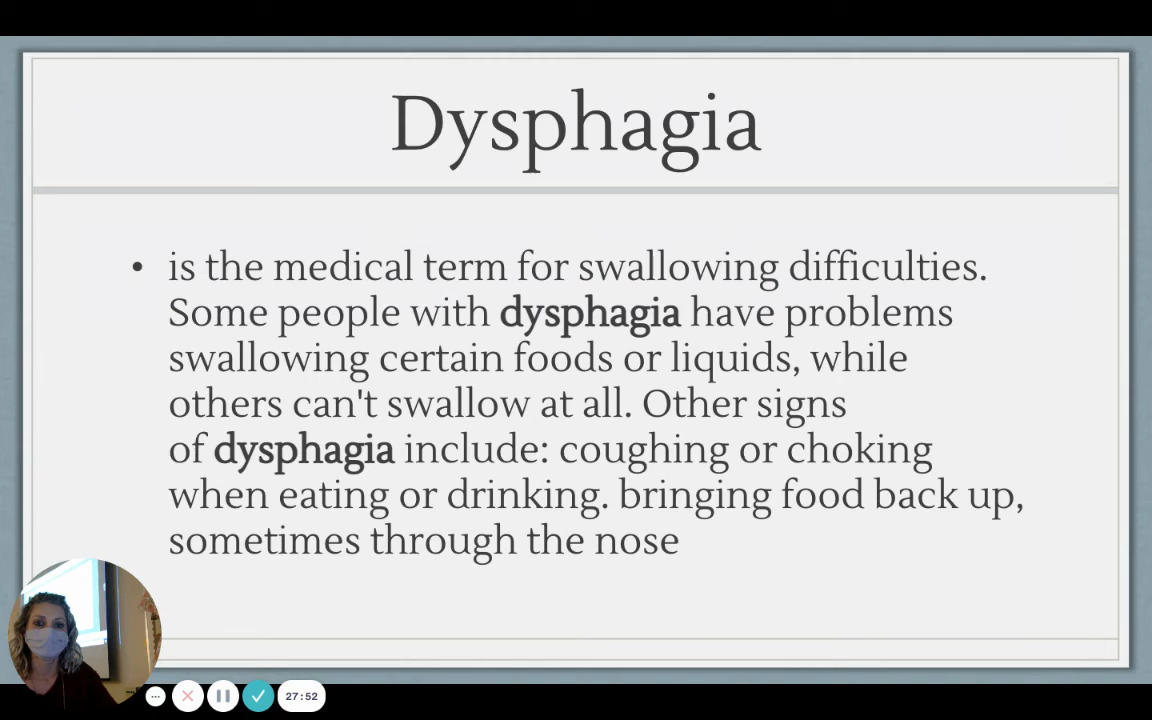 Dysphagia
• is the medical term for swallowing difficulties.
Some people with dysphagia have problems
swallowing certain foods or liquids, while
others can't swallow at all. Other signs
of dysphagia include: coughing or choking
when eating or drinking. bringing food back up,
sometimes through the nose
27:52